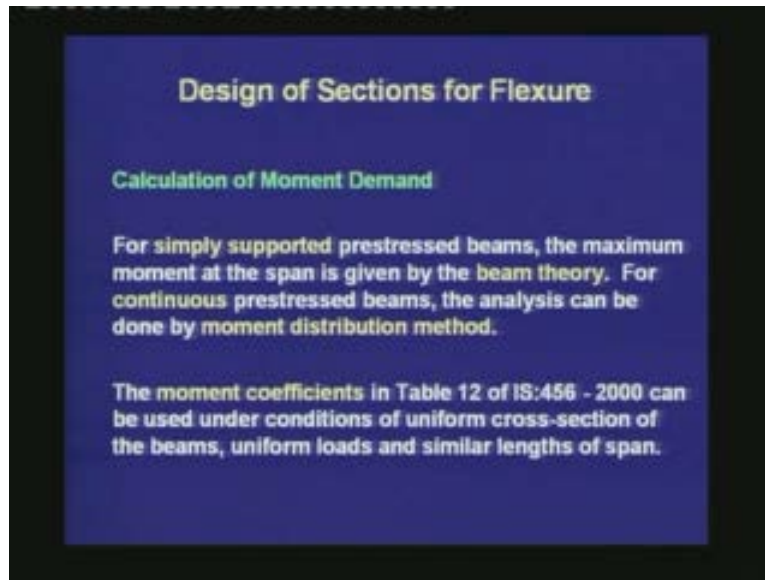 Design of Sections for Flexure
Calculation of Moment Demand
For simply supported prestressed beams, the maximum
moment at the span is given by the beam theory. For
continuous prestressed beams, the analysis can be
done by moment distribution method.
The moment coefficients in Table 12 of IS:456 - 2000 can
be used under conditions of uniform cross-section of
the beams, uniform loads and similar lengths of span.